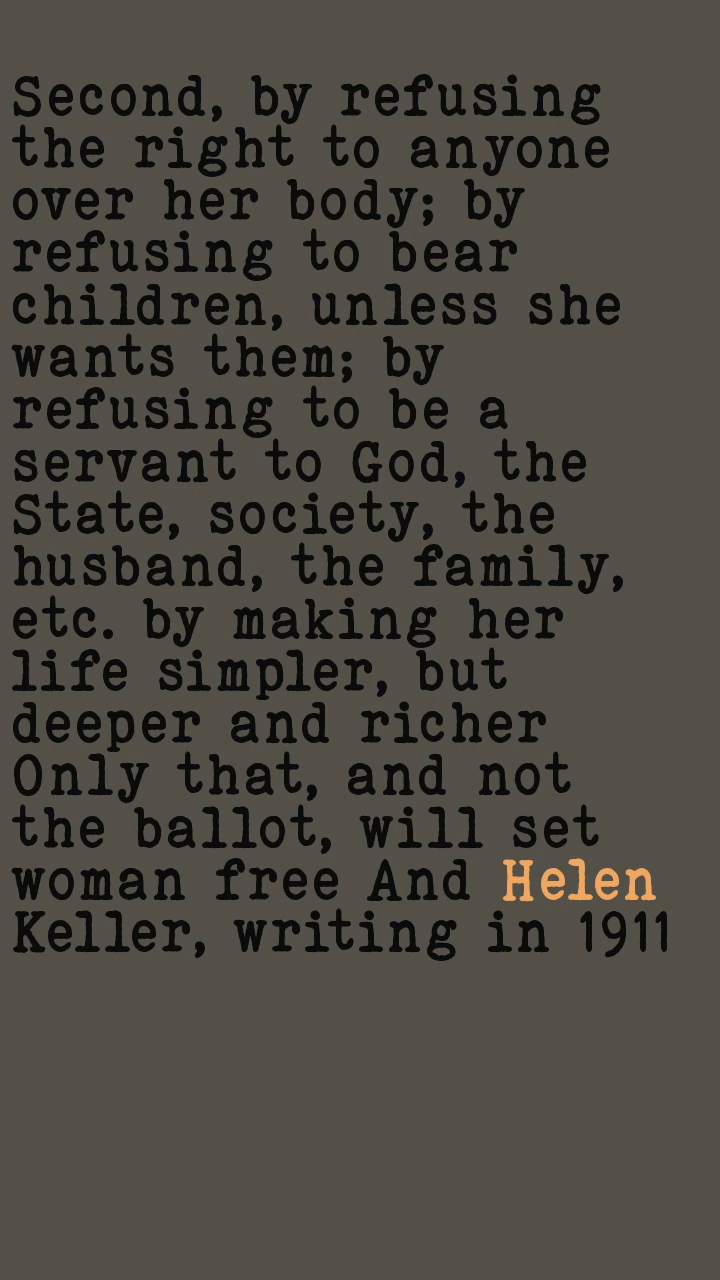 Second, by refusing
the right to anyone
over her body; by
refusing to bear
children, unless she
wants them; by
refusing to be a
servant to God, the
State, society, the
husband, the family,
etc. by making her
life simpler, but
deeper and richer
Only that, and not
the ballot, will set
woman free And Helen
Keller, writing in 1911